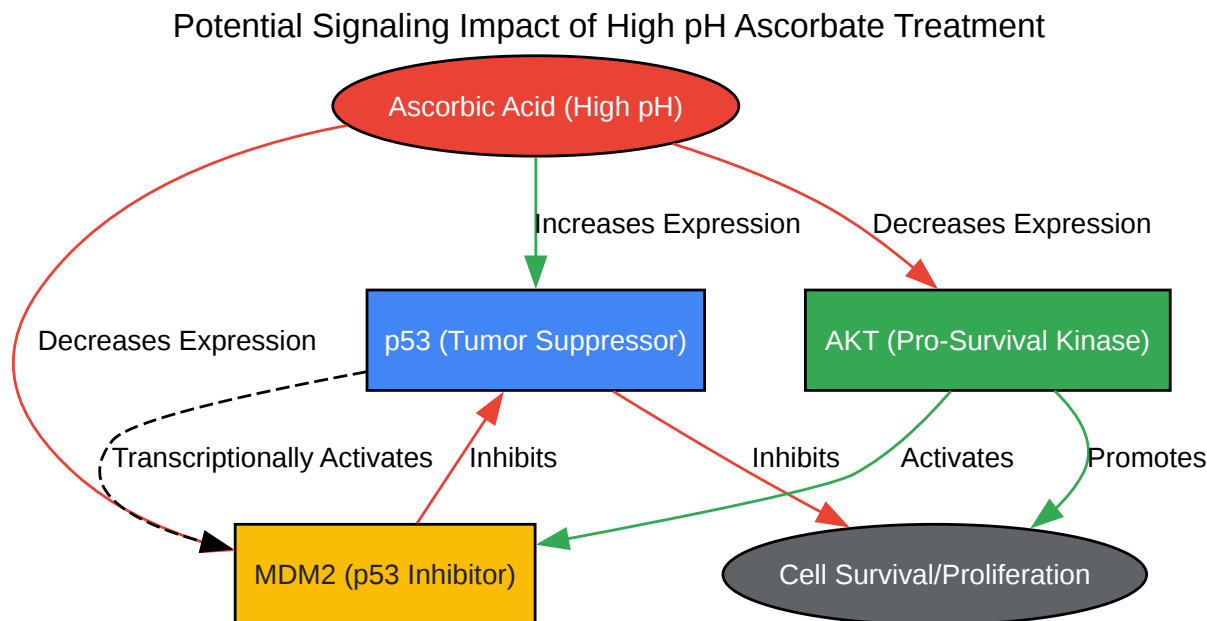 Potential Signaling Impact of High pH Ascorbate Treatment
Ascorbic Acid (High pH)
Increases Expression
Decreases Expression
Decreases Expression
p53 (Tumor Suppressor)
AKT (Pro-Survival Kinase)
Transcriptionally Activates
Inhibits
Inhibits
Activates
Promotes
MDM2 (p53 Inhibitor)
Cell Survival/Proliferation